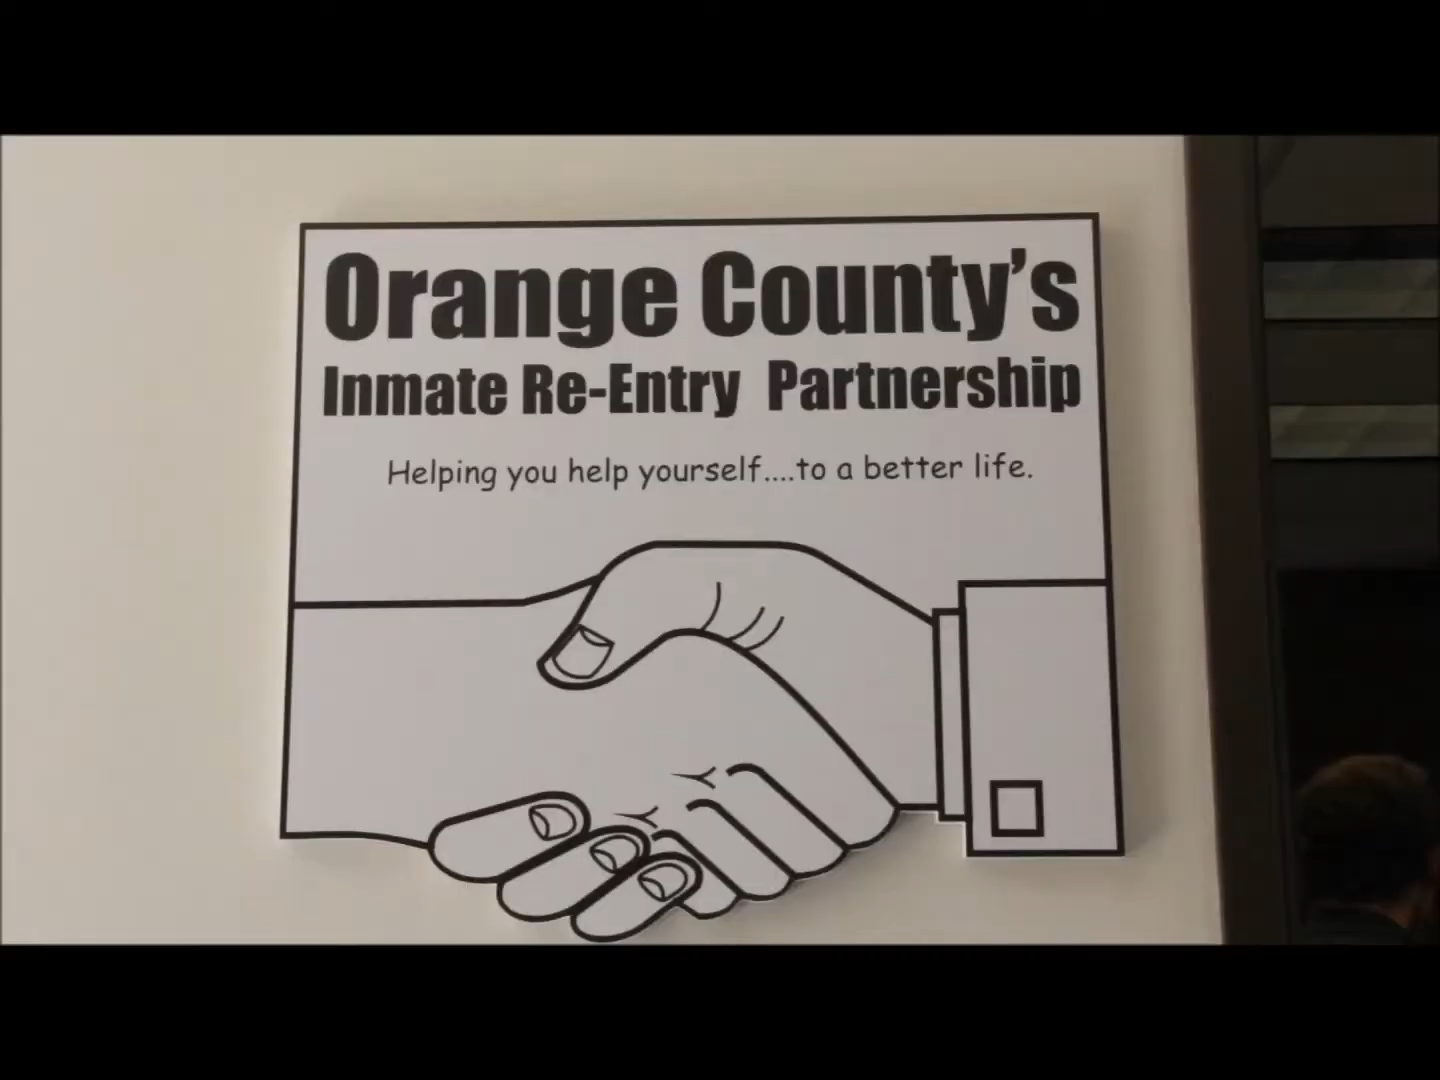 Orange County's
Inmate Re-Entry Partnership
Helping you help yourself....to a better life.